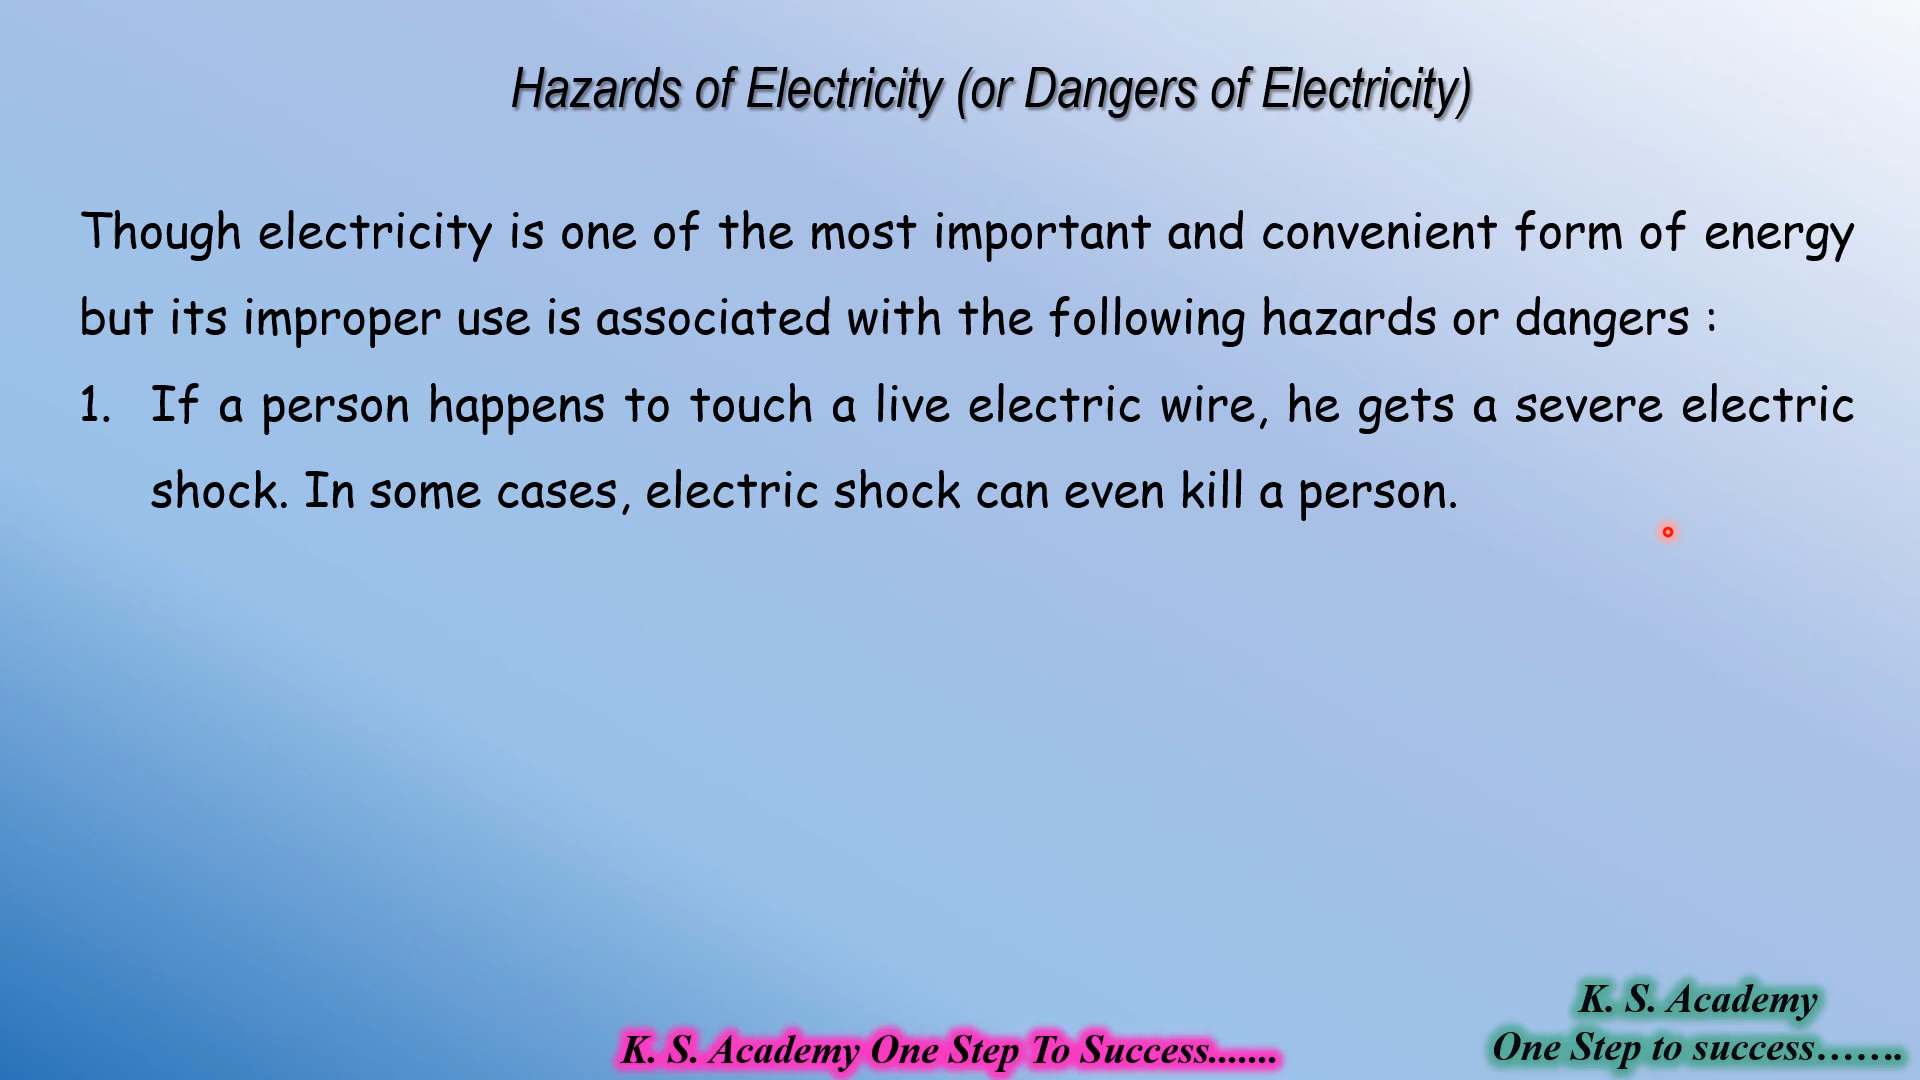 Hazards of Electricity (or Dangers of Electricity)
Though electricity is one of the most important and convenient form of energy
but its improper use is associated with the following hazards or dangers :
1. If a person happens to touch a live electric wire, he gets a severe electric
shock. In some cases, electric shock can even kill a person.
K. S. Academy
One Step to success…….
K. S. Academy One Step To Success.......